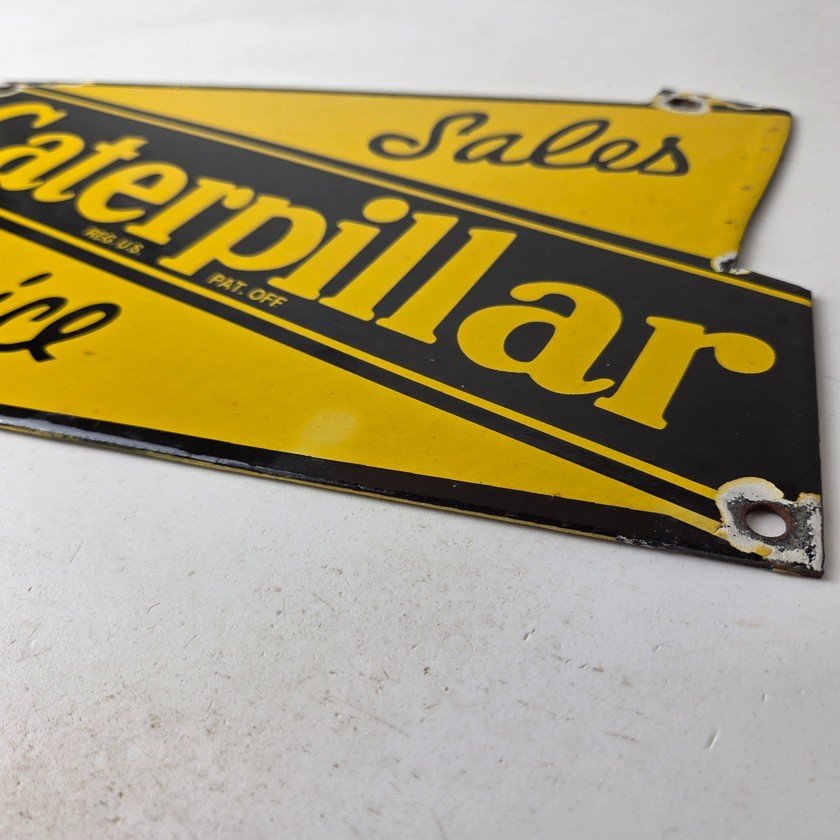 Sales
Caterpillar
REG. U.S. PAT. OFF